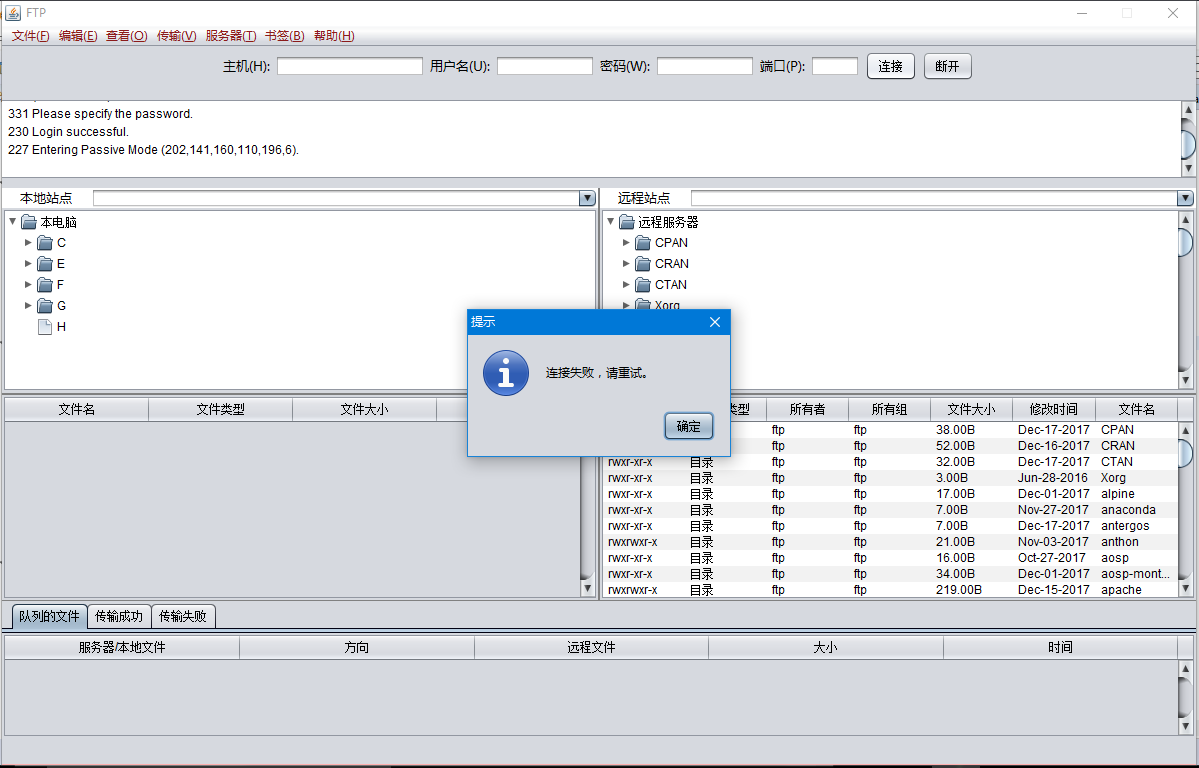 FTP
文件(F) 编辑(E) 查看(O) 传输(V) 服务器(T) 书签(B) 帮助(H)
主机(H): 用户名(U): 密码(W): 端口(P): 连接 断开
331 Please specify the password.
230 Login successful.
227 Entering Passive Mode (202,141,160,110,196,6).
本地站点
本电脑
C
E
F
G
H
远程站点
远程服务器
CPAN
CRAN
CTAN
Xorg
提示
连接失败，请重试。
确定
文件名 文件类型 文件大小
类型 所有者 所有组 文件大小 修改时间 文件名
ftp ftp 38.00B Dec-17-2017 CPAN
ftp ftp 52.00B Dec-16-2017 CRAN
rwxr-xr-x 目录 ftp ftp 32.00B Dec-17-2017 CTAN
rwxr-xr-x 目录 ftp ftp 3.00B Jun-28-2016 Xorg
rwxr-xr-x 目录 ftp ftp 17.00B Dec-01-2017 alpine
rwxr-xr-x 目录 ftp ftp 7.00B Nov-27-2017 anaconda
rwxr-xr-x 目录 ftp ftp 7.00B Dec-17-2017 antergos
rwxrwxr-x 目录 ftp ftp 21.00B Nov-03-2017 anthon
rwxr-xr-x 目录 ftp ftp 16.00B Oct-27-2017 aosp
rwxr-xr-x 目录 ftp ftp 34.00B Dec-01-2017 aosp-mont...
rwxrwxr-x 目录 ftp ftp 219.00B Dec-15-2017 apache
队列的文件 传输成功 传输失败
服务器/本地文件 方向 远程文件 大小 时间